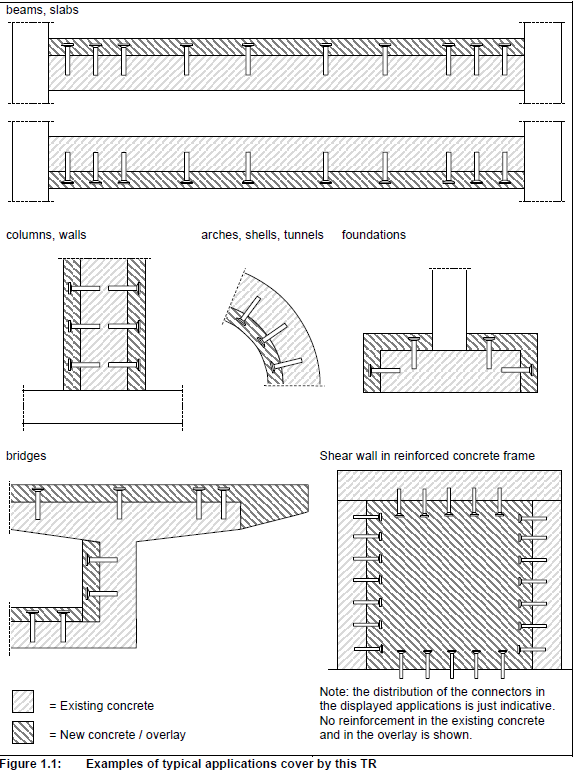 beams, slabs
columns, walls
arches, shells, tunnels
foundations
bridges
Shear wall in reinforced concrete frame
= Existing concrete
= New concrete / overlay
Note: the distribution of the connectors in
the displayed applications is just indicative.
No reinforcement in the existing concrete
and in the overlay is shown.
Figure 1.1: Examples of typical applications cover by this TR